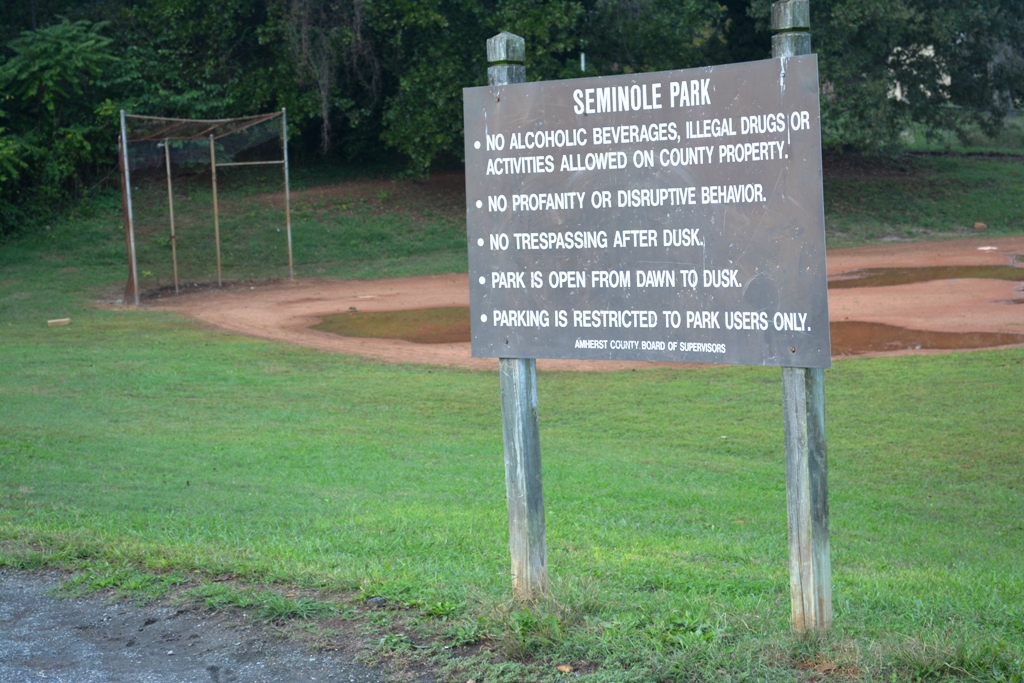 SEMINOLE PARK
• NO ALCOHOLIC BEVERAGES, ILLEGAL DRUGS OR
ACTIVITIES ALLOWED ON COUNTY PROPERTY.
• NO PROFANITY OR DISRUPTIVE BEHAVIOR.
• NO TRESPASSING AFTER DUSK.
• PARK IS OPEN FROM DAWN TO DUSK.
• PARKING IS RESTRICTED TO PARK USERS ONLY.
AMHERST COUNTY BOARD OF SUPERVISORS